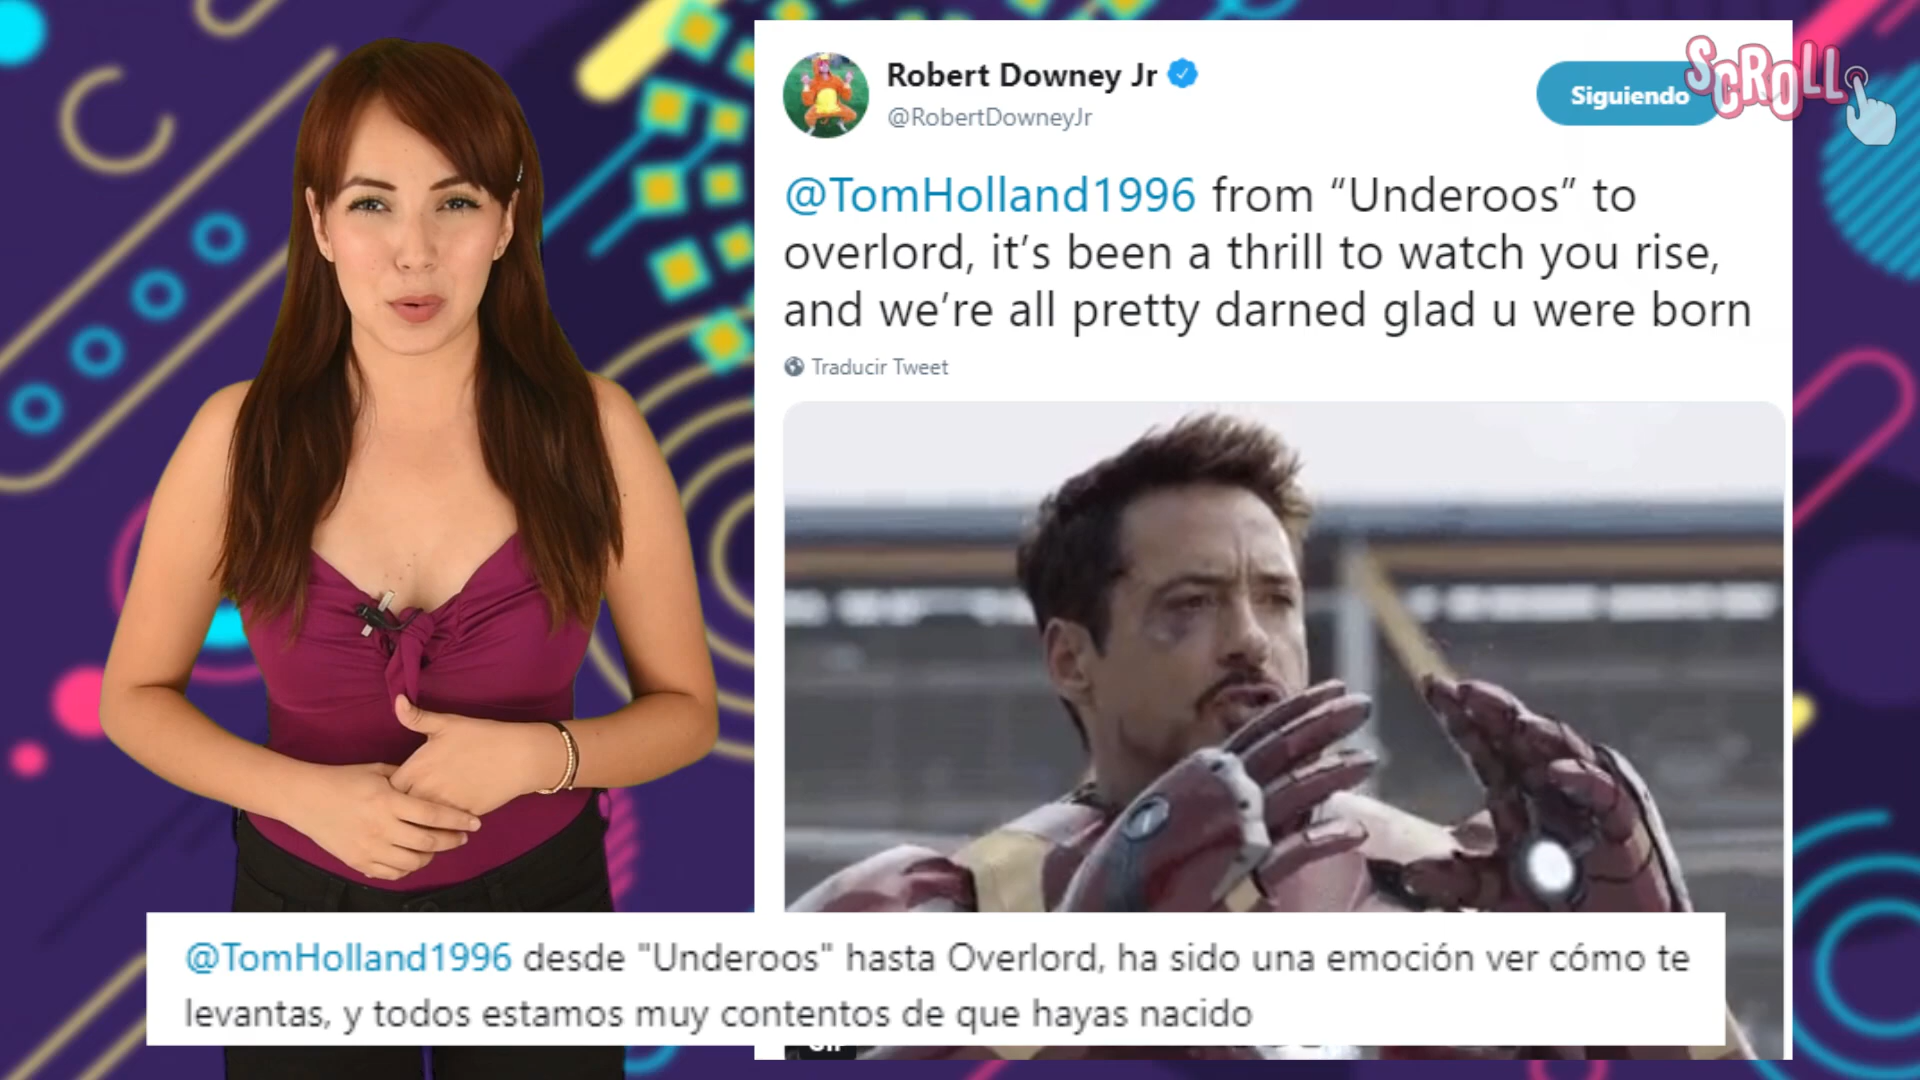 SCROLL
Robert Downey Jr
@RobertDowneyJr
Siguiendo
@TomHolland1996 from “Underoos” to
overlord, it’s been a thrill to watch you rise,
and we’re all pretty darned glad u were born
Traducir Tweet
@TomHolland1996 desde "Underoos" hasta Overlord, ha sido una emoción ver cómo te
levantas, y todos estamos muy contentos de que hayas nacido